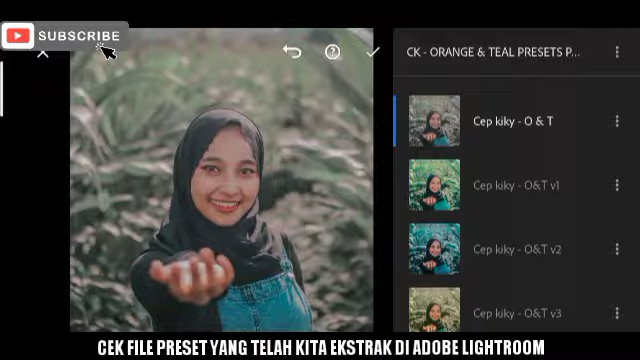 SUBSCRIBE
CK - ORANGE & TEAL PRESETS P...
Cep kiky - O & T
Cep kiky - O&T v1
Cep kiky - O&T v2
Cep kiky - O&T v3
CEK FILE PRESET YANG TELAH KITA EKSTRAK DI ADOBE LIGHTROOM